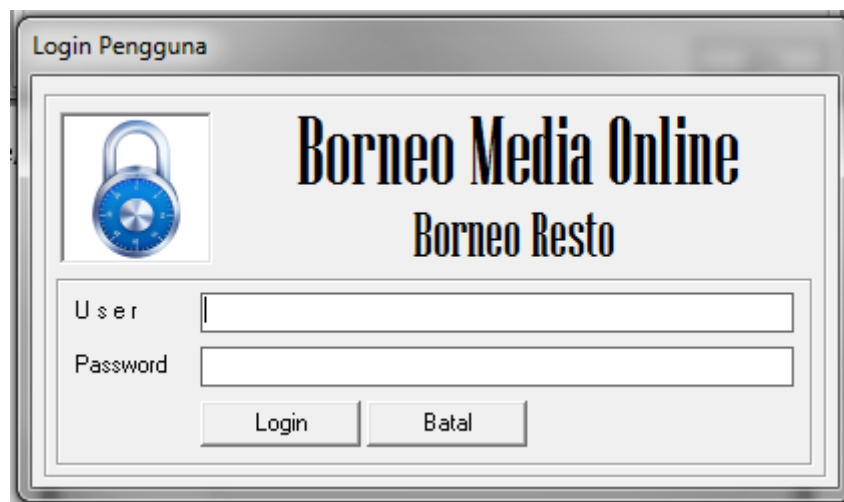 Login Pengguna
Borneo Media Online
Borneo Resto
U s e r
Password
Login Batal